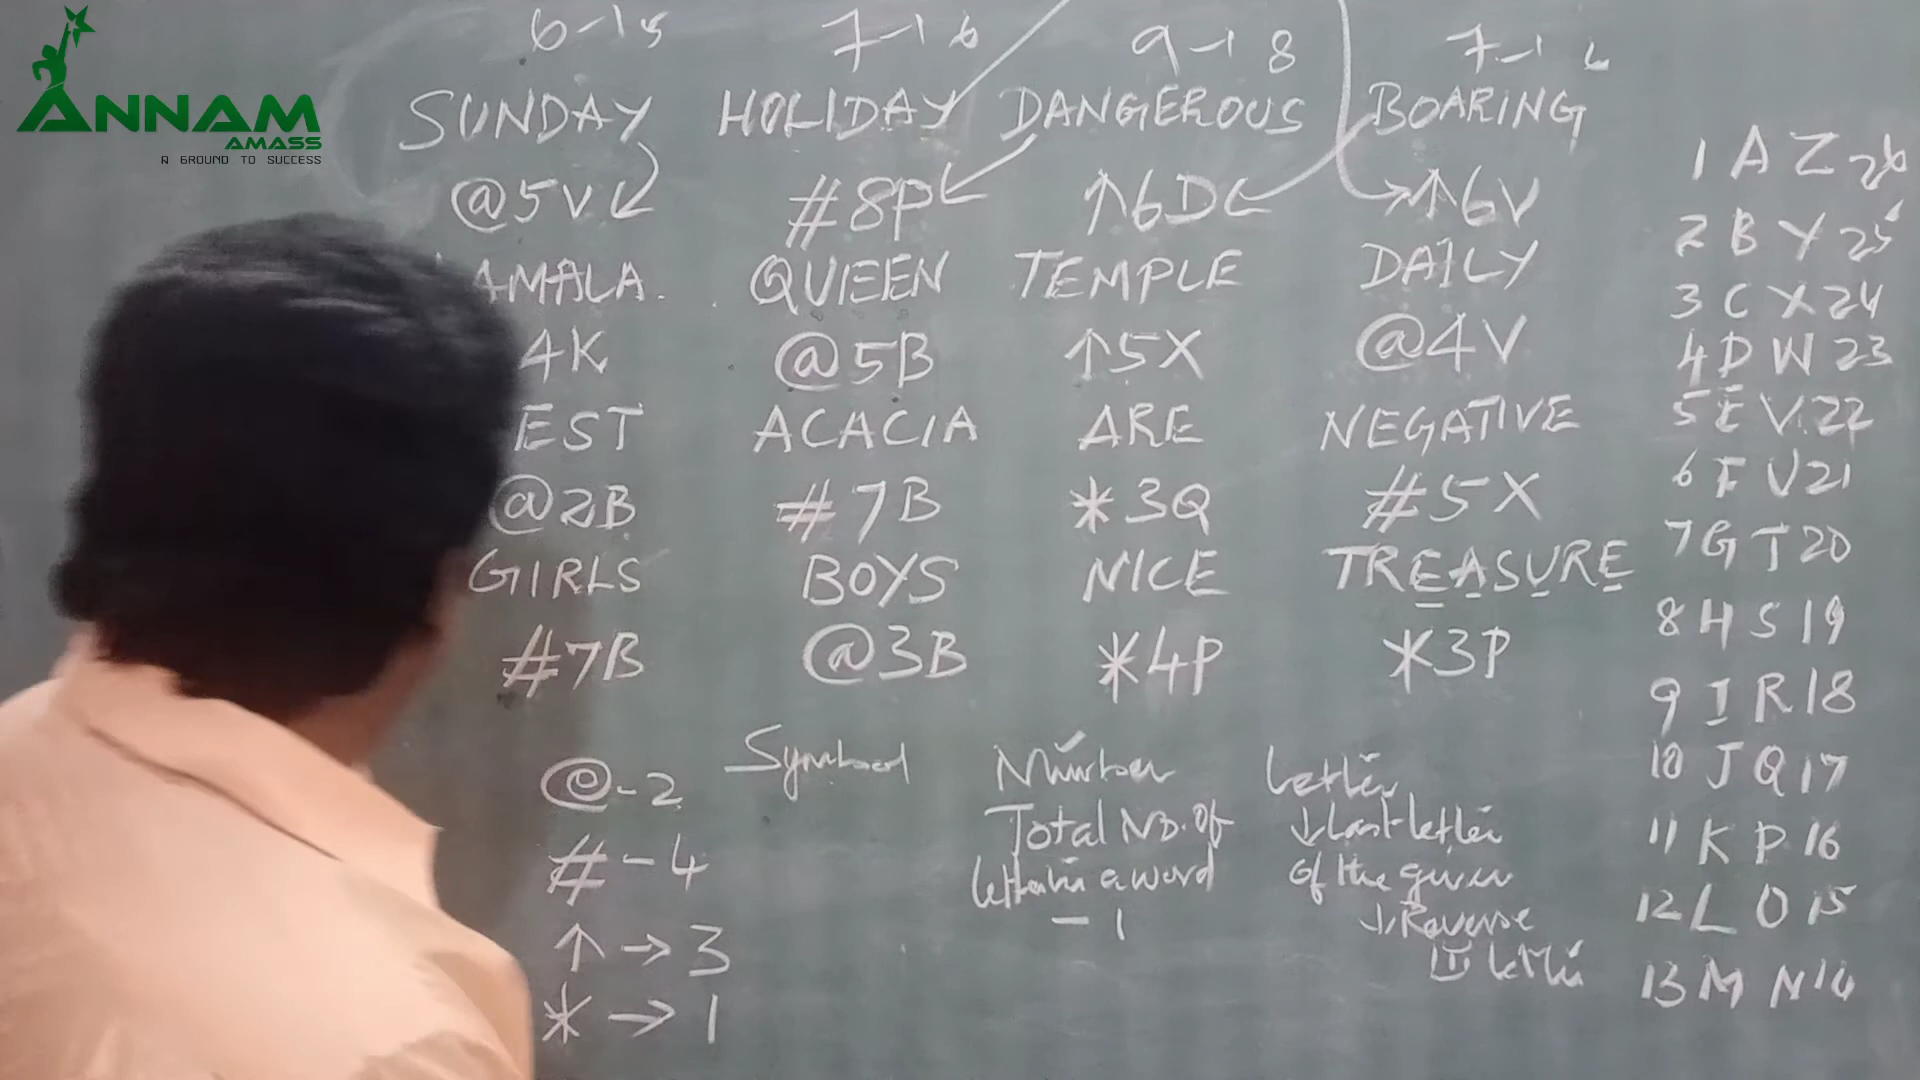 ANNAM
AMASS
A GROUND TO SUCCESS
6-1 5 7-1 6 9-1 8 7-1 6
SUNDAY HOLIDAY DANGEROUS BOARING
@5V #8P ↑6D ↑6V
AMALA. QUEEN TEMPLE DAILY
4K @5B ↑5X @4V
EST ACACIA ARE NEGATIVE
@2B #7B *3Q #5X
GIRLS BOYS NICE TREASURE
#7B @3B *4P *3P
Symbol Number Letter
@-2 Total No. of ↓ Last letter
#-4 letter in a word of the given
- 1 ↓ Reverse
↑ → 3 letter
* → 1
1 A Z 26
2 B Y 25
3 C X 24
4 D W 23
5 E V 22
6 F U 21
7 G T 20
8 H S 19
9 I R 18
10 J Q 17
11 K P 16
12 L O 15
13 M N 14